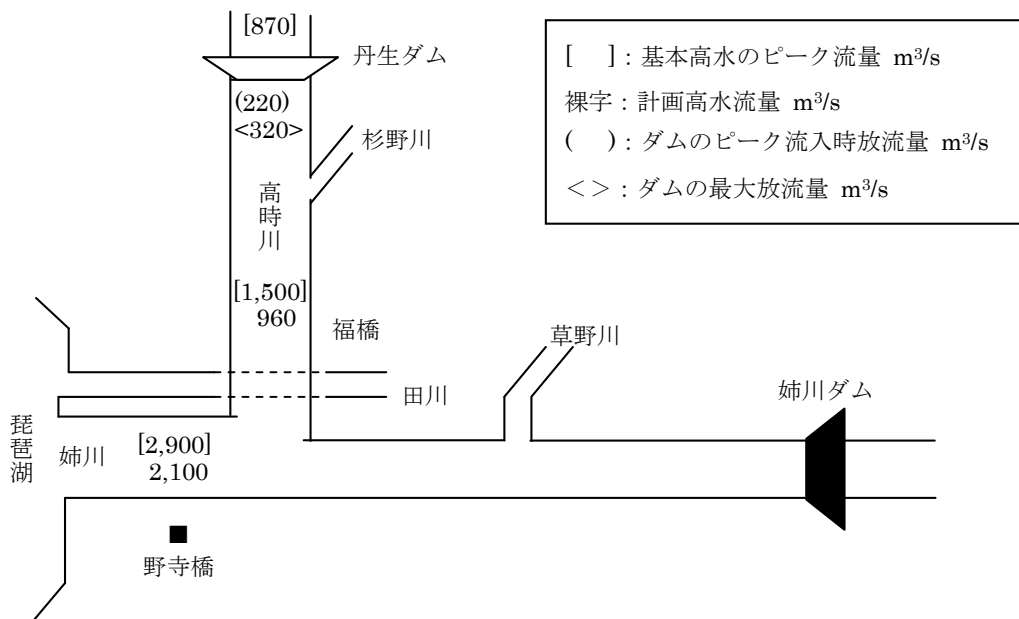 [870]
丹生ダム
(220)
<320>
杉野川
高時川
[1,500]
960
福橋
草野川
田川
姉川ダム
琵琶湖
姉川
[2,900]
2,100
野寺橋
[ ]：基本高水のピーク流量 m³/s
裸字：計画高水流量 m³/s
( )：ダムのピーク流入時放流量 m³/s
＜＞：ダムの最大放流量 m³/s